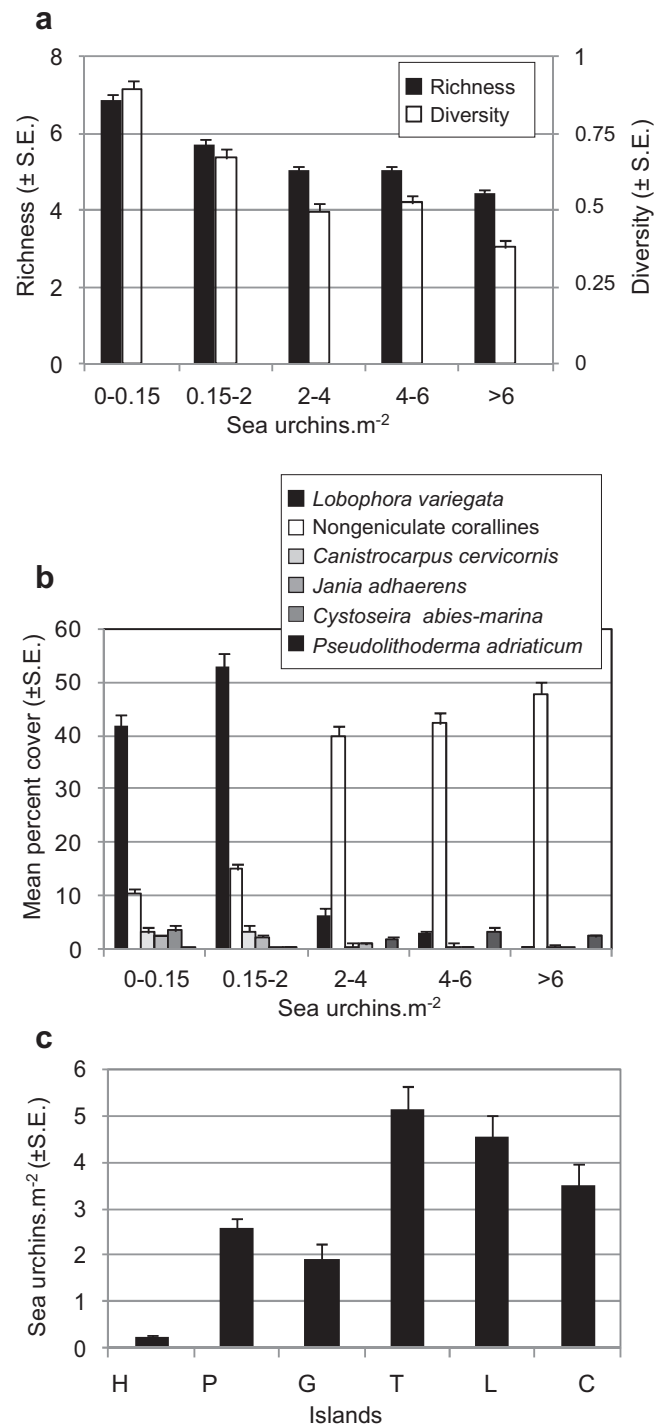 a
8
6
4
2
0
Richness (± S.E.)
1
0.75
0.5
0.25
0
Diversity (± S.E.)
Richness
Diversity
0-0.15 0.15-2 2-4 4-6 >6
Sea urchins.m-2
Lobophora variegata
Nongeniculate corallines
Canistrocarpus cervicornis
Jania adhaerens
Cystoseira abies-marina
Pseudolithoderma adriaticum
b
60
50
40
30
20
10
0
Mean percent cover (±S.E.)
0-0.15 0.15-2 2-4 4-6 >6
Sea urchins.m-2
c
6
5
4
3
2
1
0
Sea urchins.m-2 (±S.E.)
H P G T L C
Islands